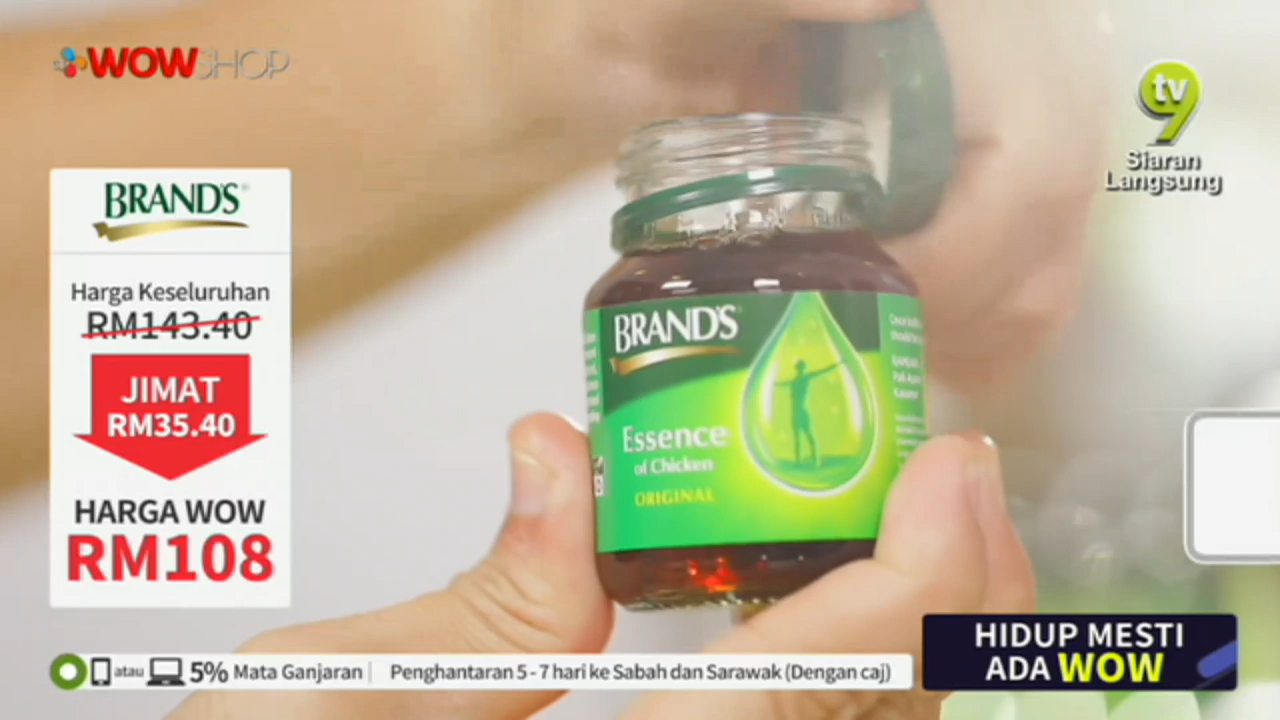 WOWSHOP
tv9
Siaran
Langsung
BRAND'S®
Harga Keseluruhan
RM143.40
JIMAT
RM35.40
HARGA WOW
RM108
BRAND'S
Essence
of Chicken
ORIGINAL
atau 5% Mata Ganjaran | Penghantaran 5 - 7 hari ke Sabah dan Sarawak (Dengan caj)
HIDUP MESTI
ADA WOW